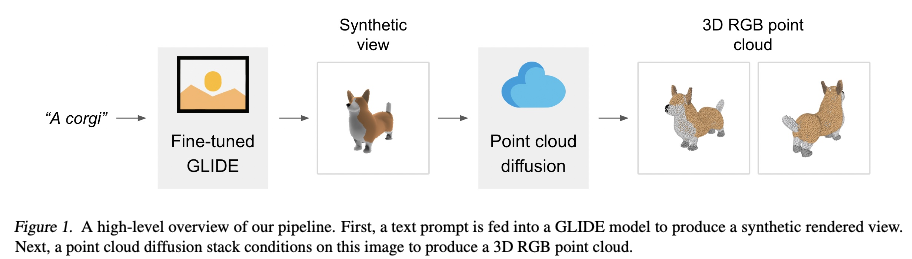 Synthetic
view
3D RGB point
cloud
“A corgi”
Fine-tuned
GLIDE
Point cloud
diffusion
Figure 1. A high-level overview of our pipeline. First, a text prompt is fed into a GLIDE model to produce a synthetic rendered view.
Next, a point cloud diffusion stack conditions on this image to produce a 3D RGB point cloud.